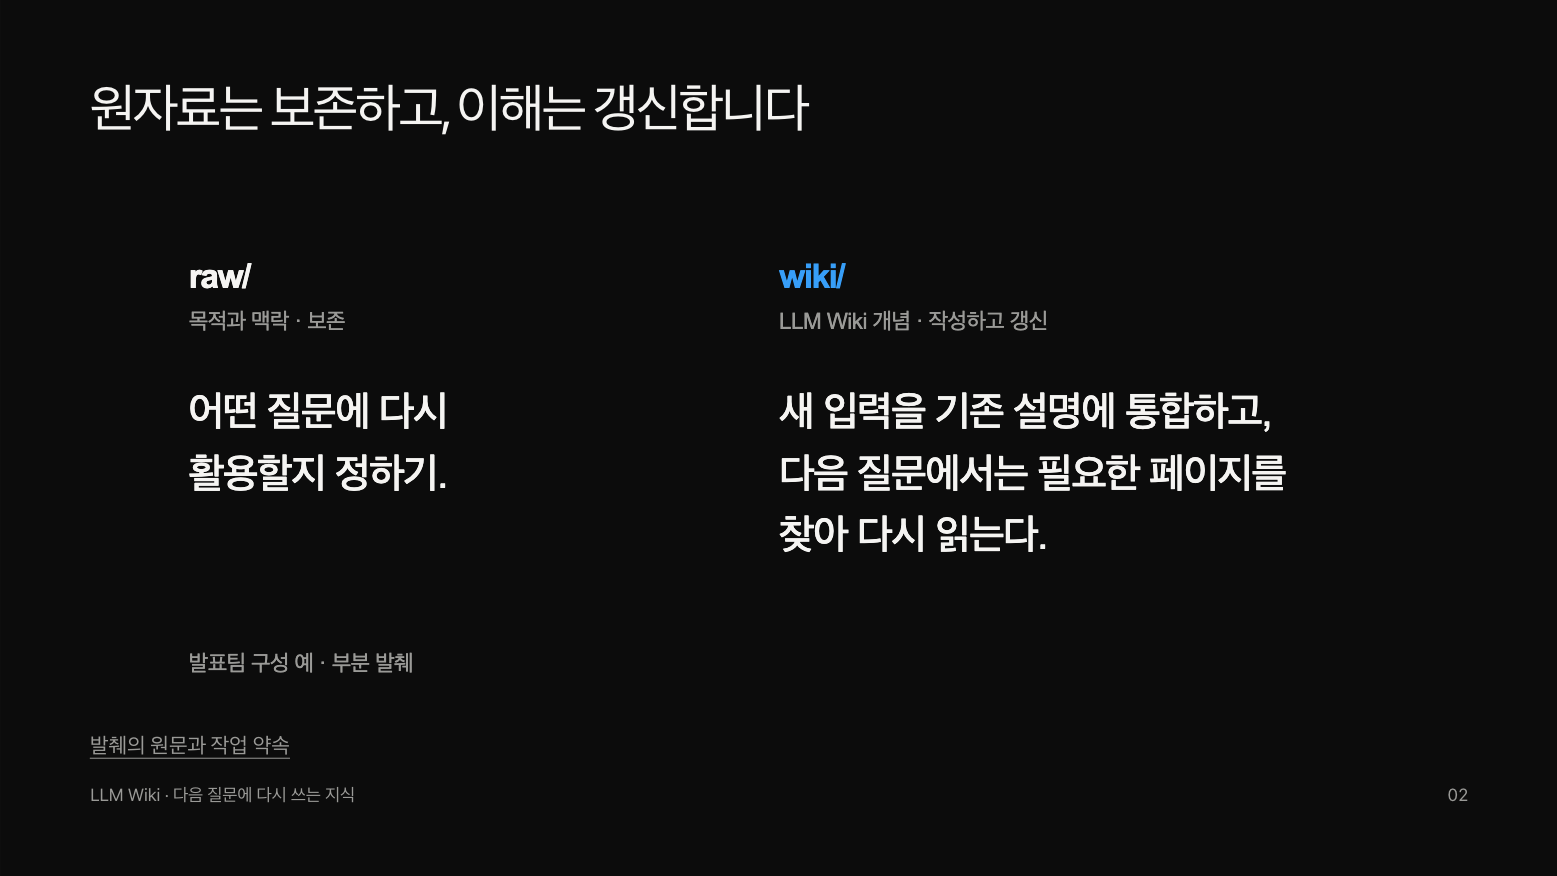 원자료는 보존하고, 이해는 갱신합니다
raw/
목적과 맥락 · 보존
어떤 질문에 다시
활용할지 정하기.
발표팀 구성 예 · 부분 발췌
wiki/
LLM Wiki 개념 · 작성하고 갱신
새 입력을 기존 설명에 통합하고,
다음 질문에서는 필요한 페이지를
찾아 다시 읽는다.
발췌의 원문과 작업 약속
LLM Wiki · 다음 질문에 다시 쓰는 지식
02